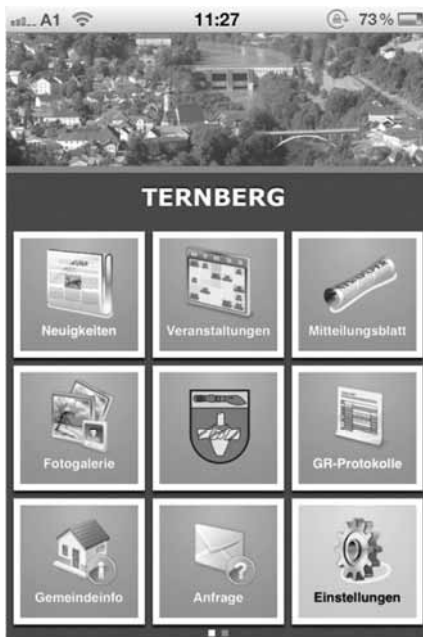 A1 11:27 73%
TERNBERG
Neuigkeiten Veranstaltungen Mitteilungsblatt
Fotogalerie GR-Protokolle
Gemeindeinfo Anfrage Einstellungen